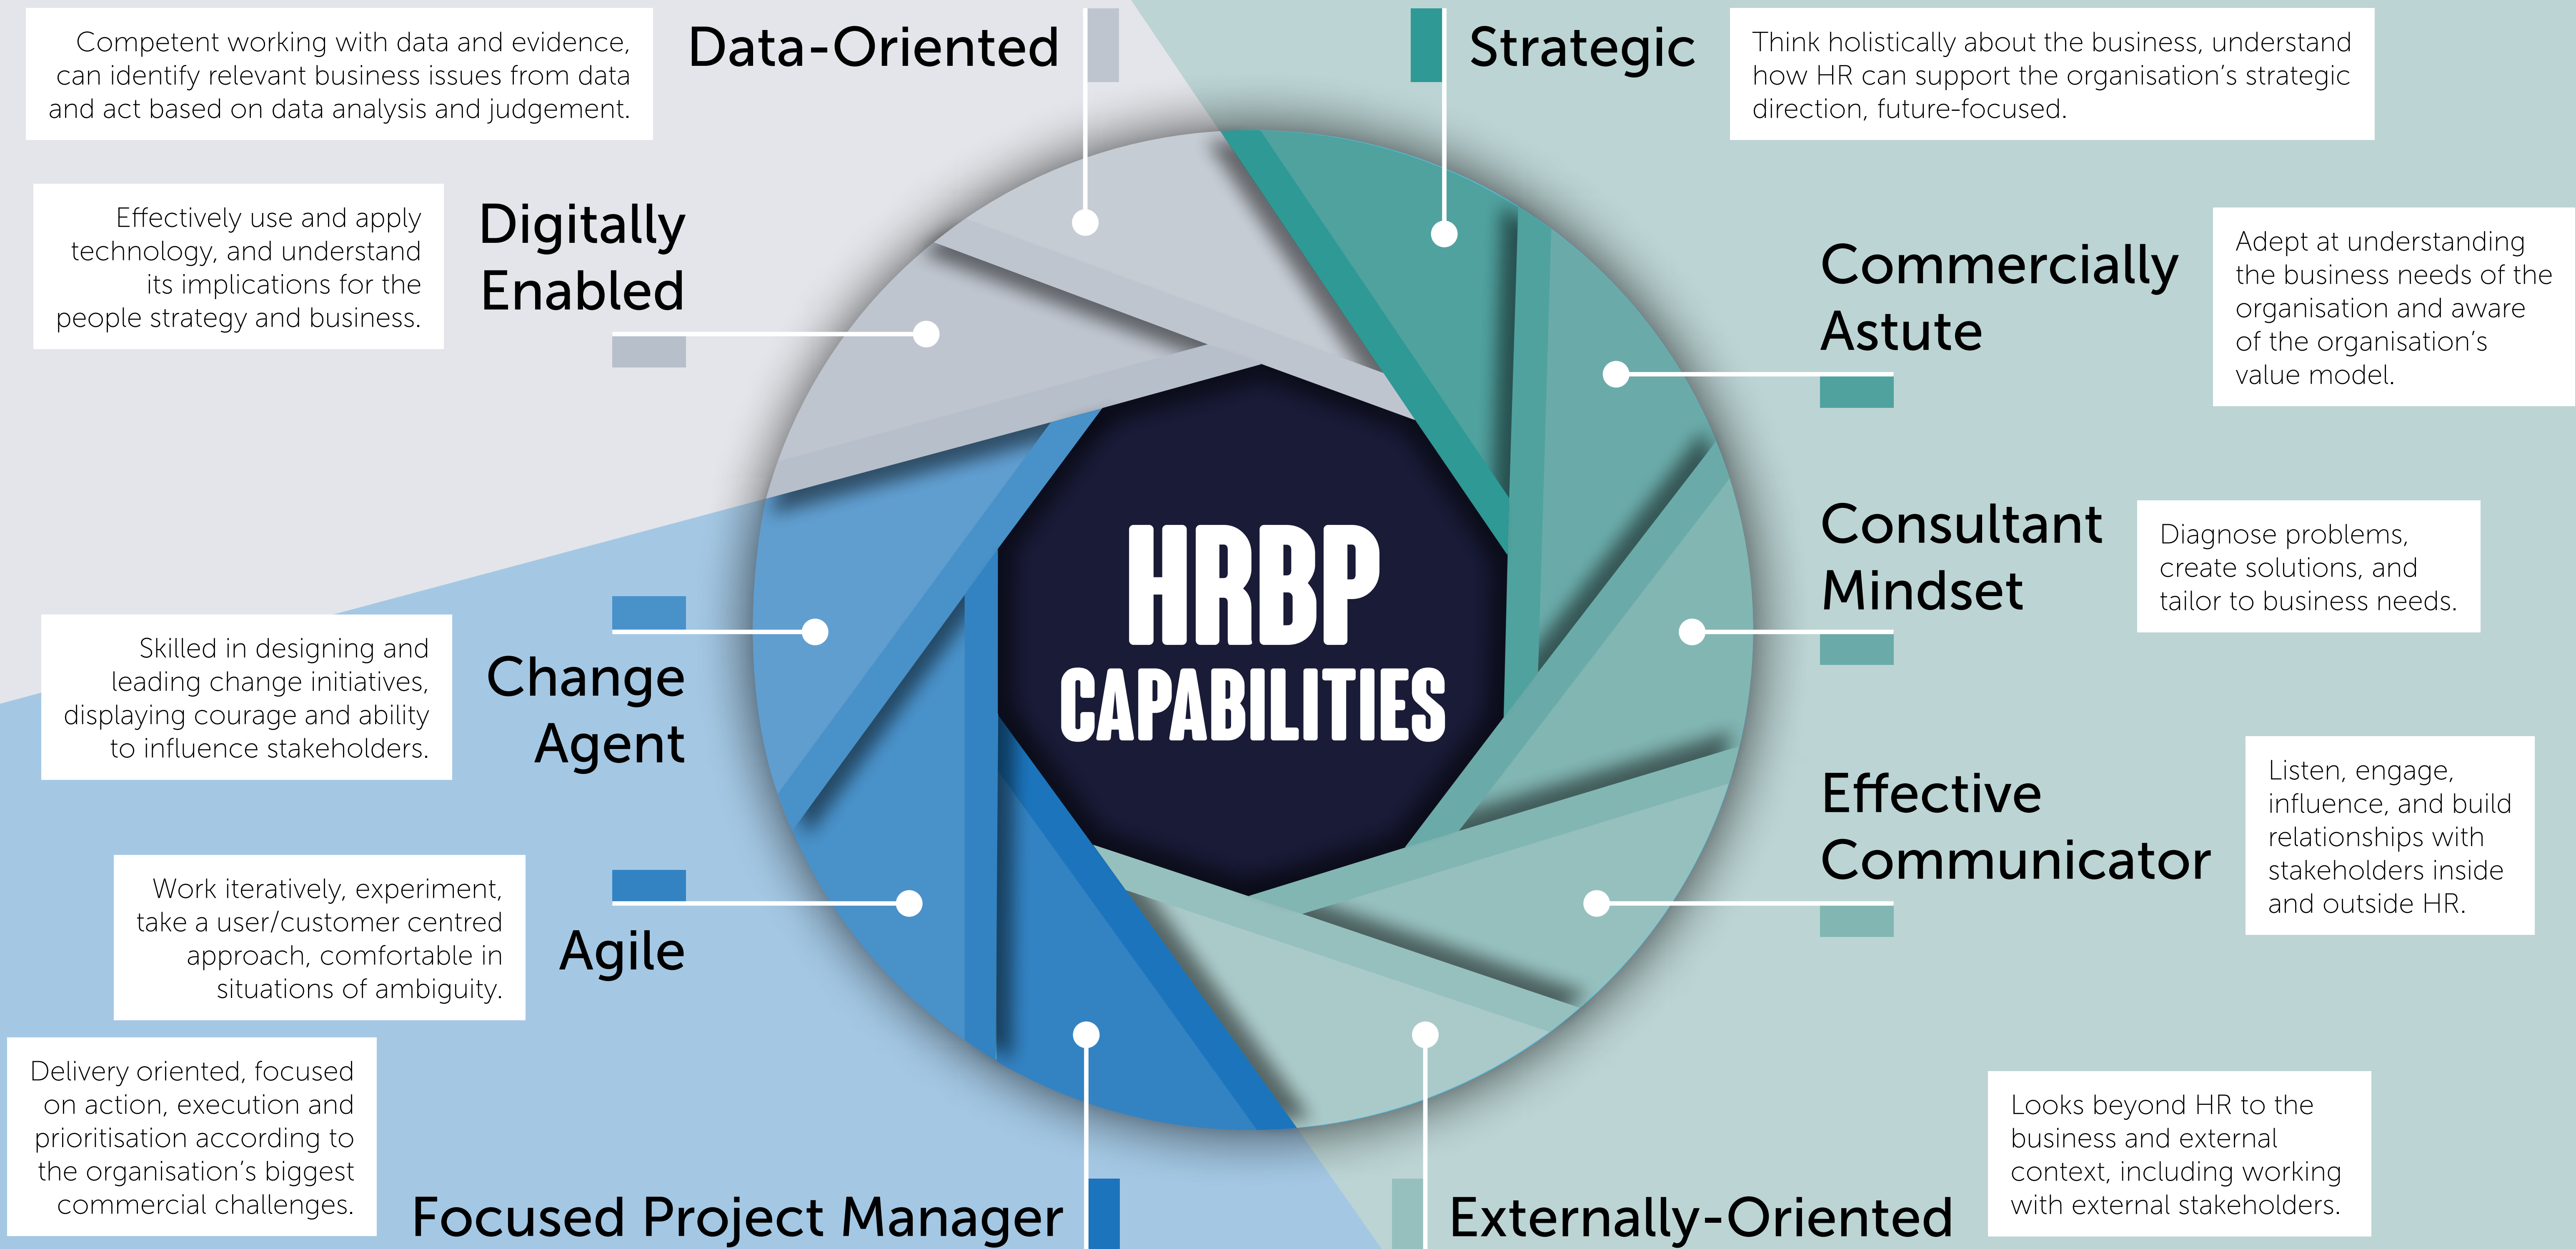 Competent working with data and evidence,
can identify relevant business issues from data
and act based on data analysis and judgement.
Data-Oriented
Strategic
Think holistically about the business, understand
how HR can support the organisation's strategic
direction, future-focused.
Effectively use and apply
technology, and understand
its implications for the
people strategy and business.
Digitally
Enabled
Commercially
Astute
Adept at understanding
the business needs of the
organisation and aware
of the organisation's
value model.
HRBP
CAPABILITIES
Consultant
Mindset
Diagnose problems,
create solutions, and
tailor to business needs.
Skilled in designing and
leading change initiatives,
displaying courage and ability
to influence stakeholders.
Change
Agent
Effective
Communicator
Listen, engage,
influence, and build
relationships with
stakeholders inside
and outside HR.
Work iteratively, experiment,
take a user/customer centred
approach, comfortable in
situations of ambiguity.
Agile
Delivery oriented, focused
on action, execution and
prioritisation according to
the organisation's biggest
commercial challenges.
Focused Project Manager
Externally-Oriented
Looks beyond HR to the
business and external
context, including working
with external stakeholders.